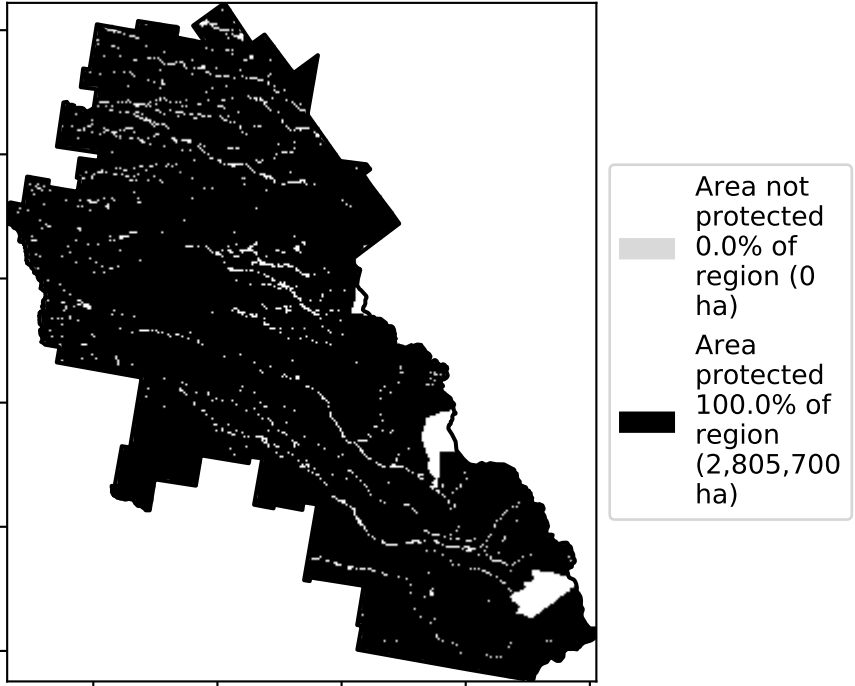 Area not
protected
0.0% of
region (0
ha)
Area
protected
100.0% of
region
(2,805,700
ha)